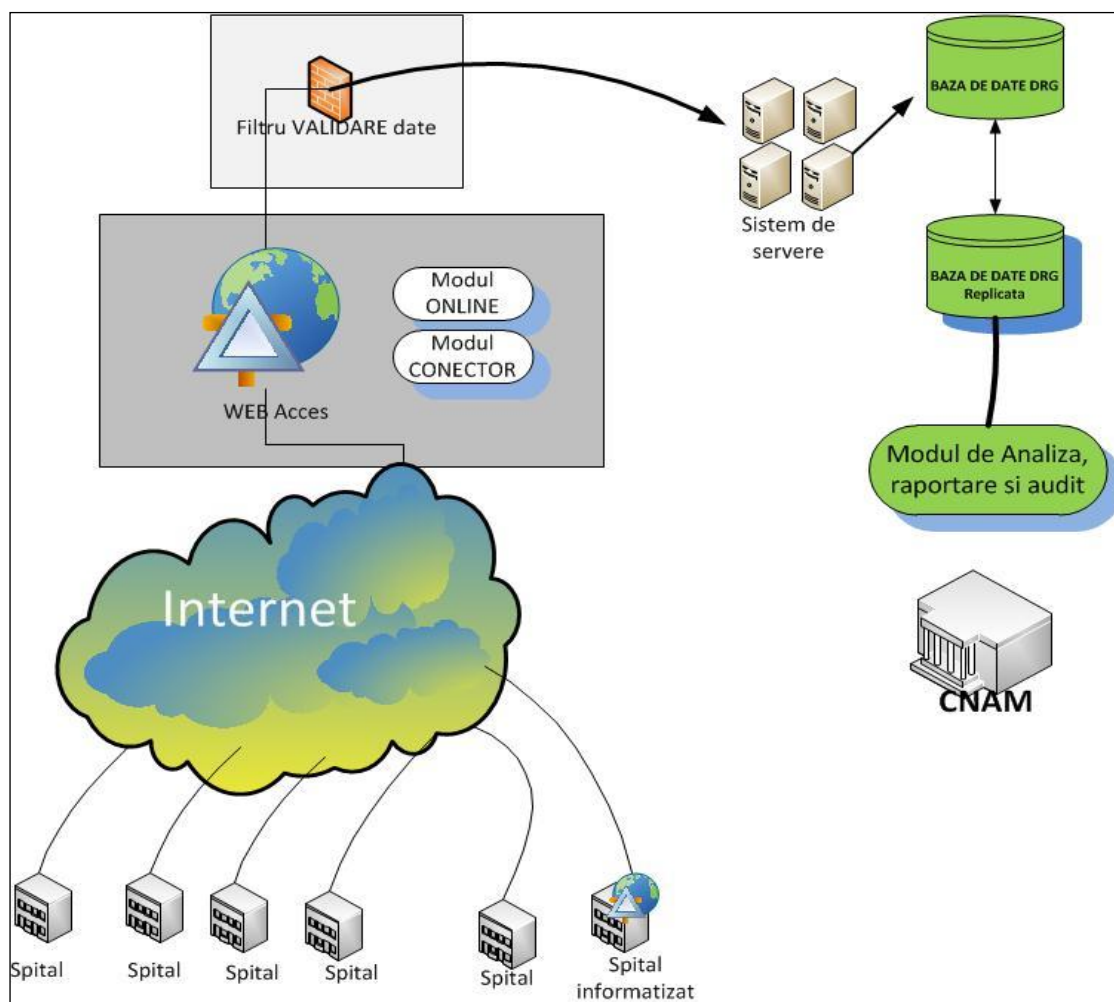 Filtru VALIDARE date
BAZA DE DATE DRG
Sistem de
servere
BAZA DE DATE DRG
Replicata
Modul
ONLINE
Modul
CONECTOR
WEB Acces
Modul de Analiza,
raportare si audit
Internet
CNAM
Spital
Spital
Spital
Spital
Spital
Spital
informatizat